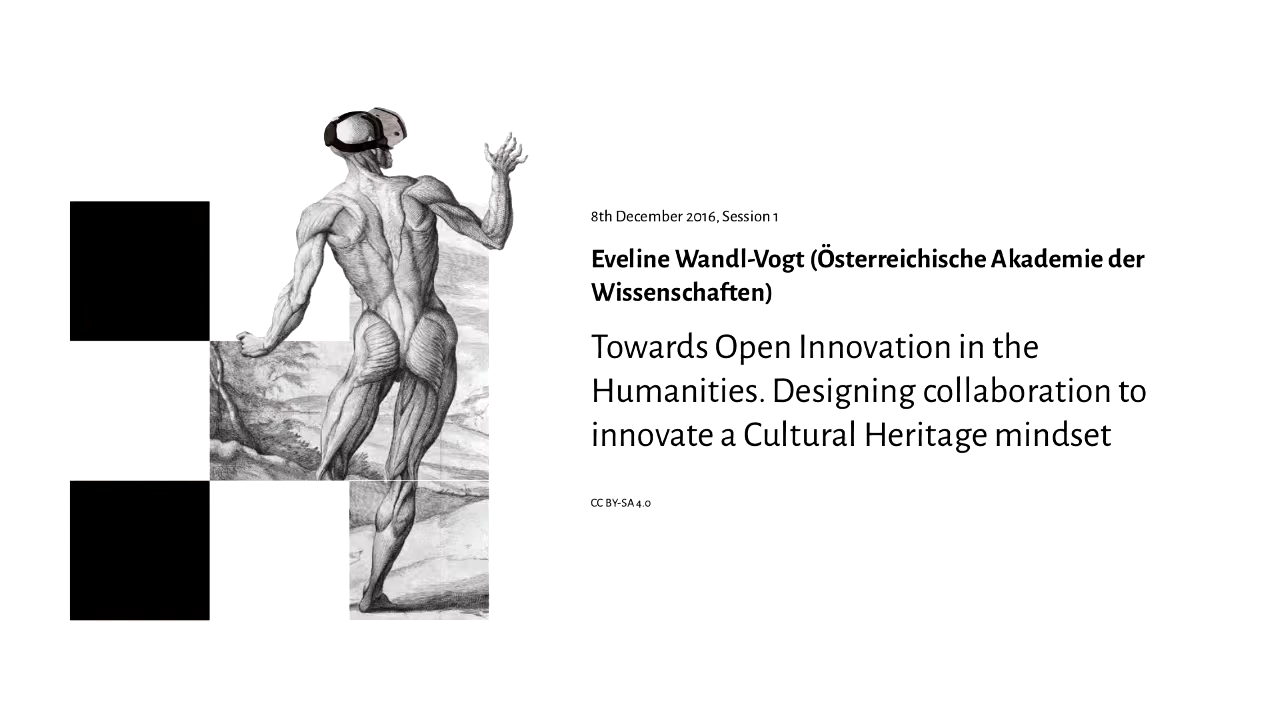 8th December 2016, Session 1
Eveline Wandl-Vogt (Österreichische Akademie der
Wissenschaften)
Towards Open Innovation in the
Humanities. Designing collaboration to
innovate a Cultural Heritage mindset
CC BY-SA 4.0